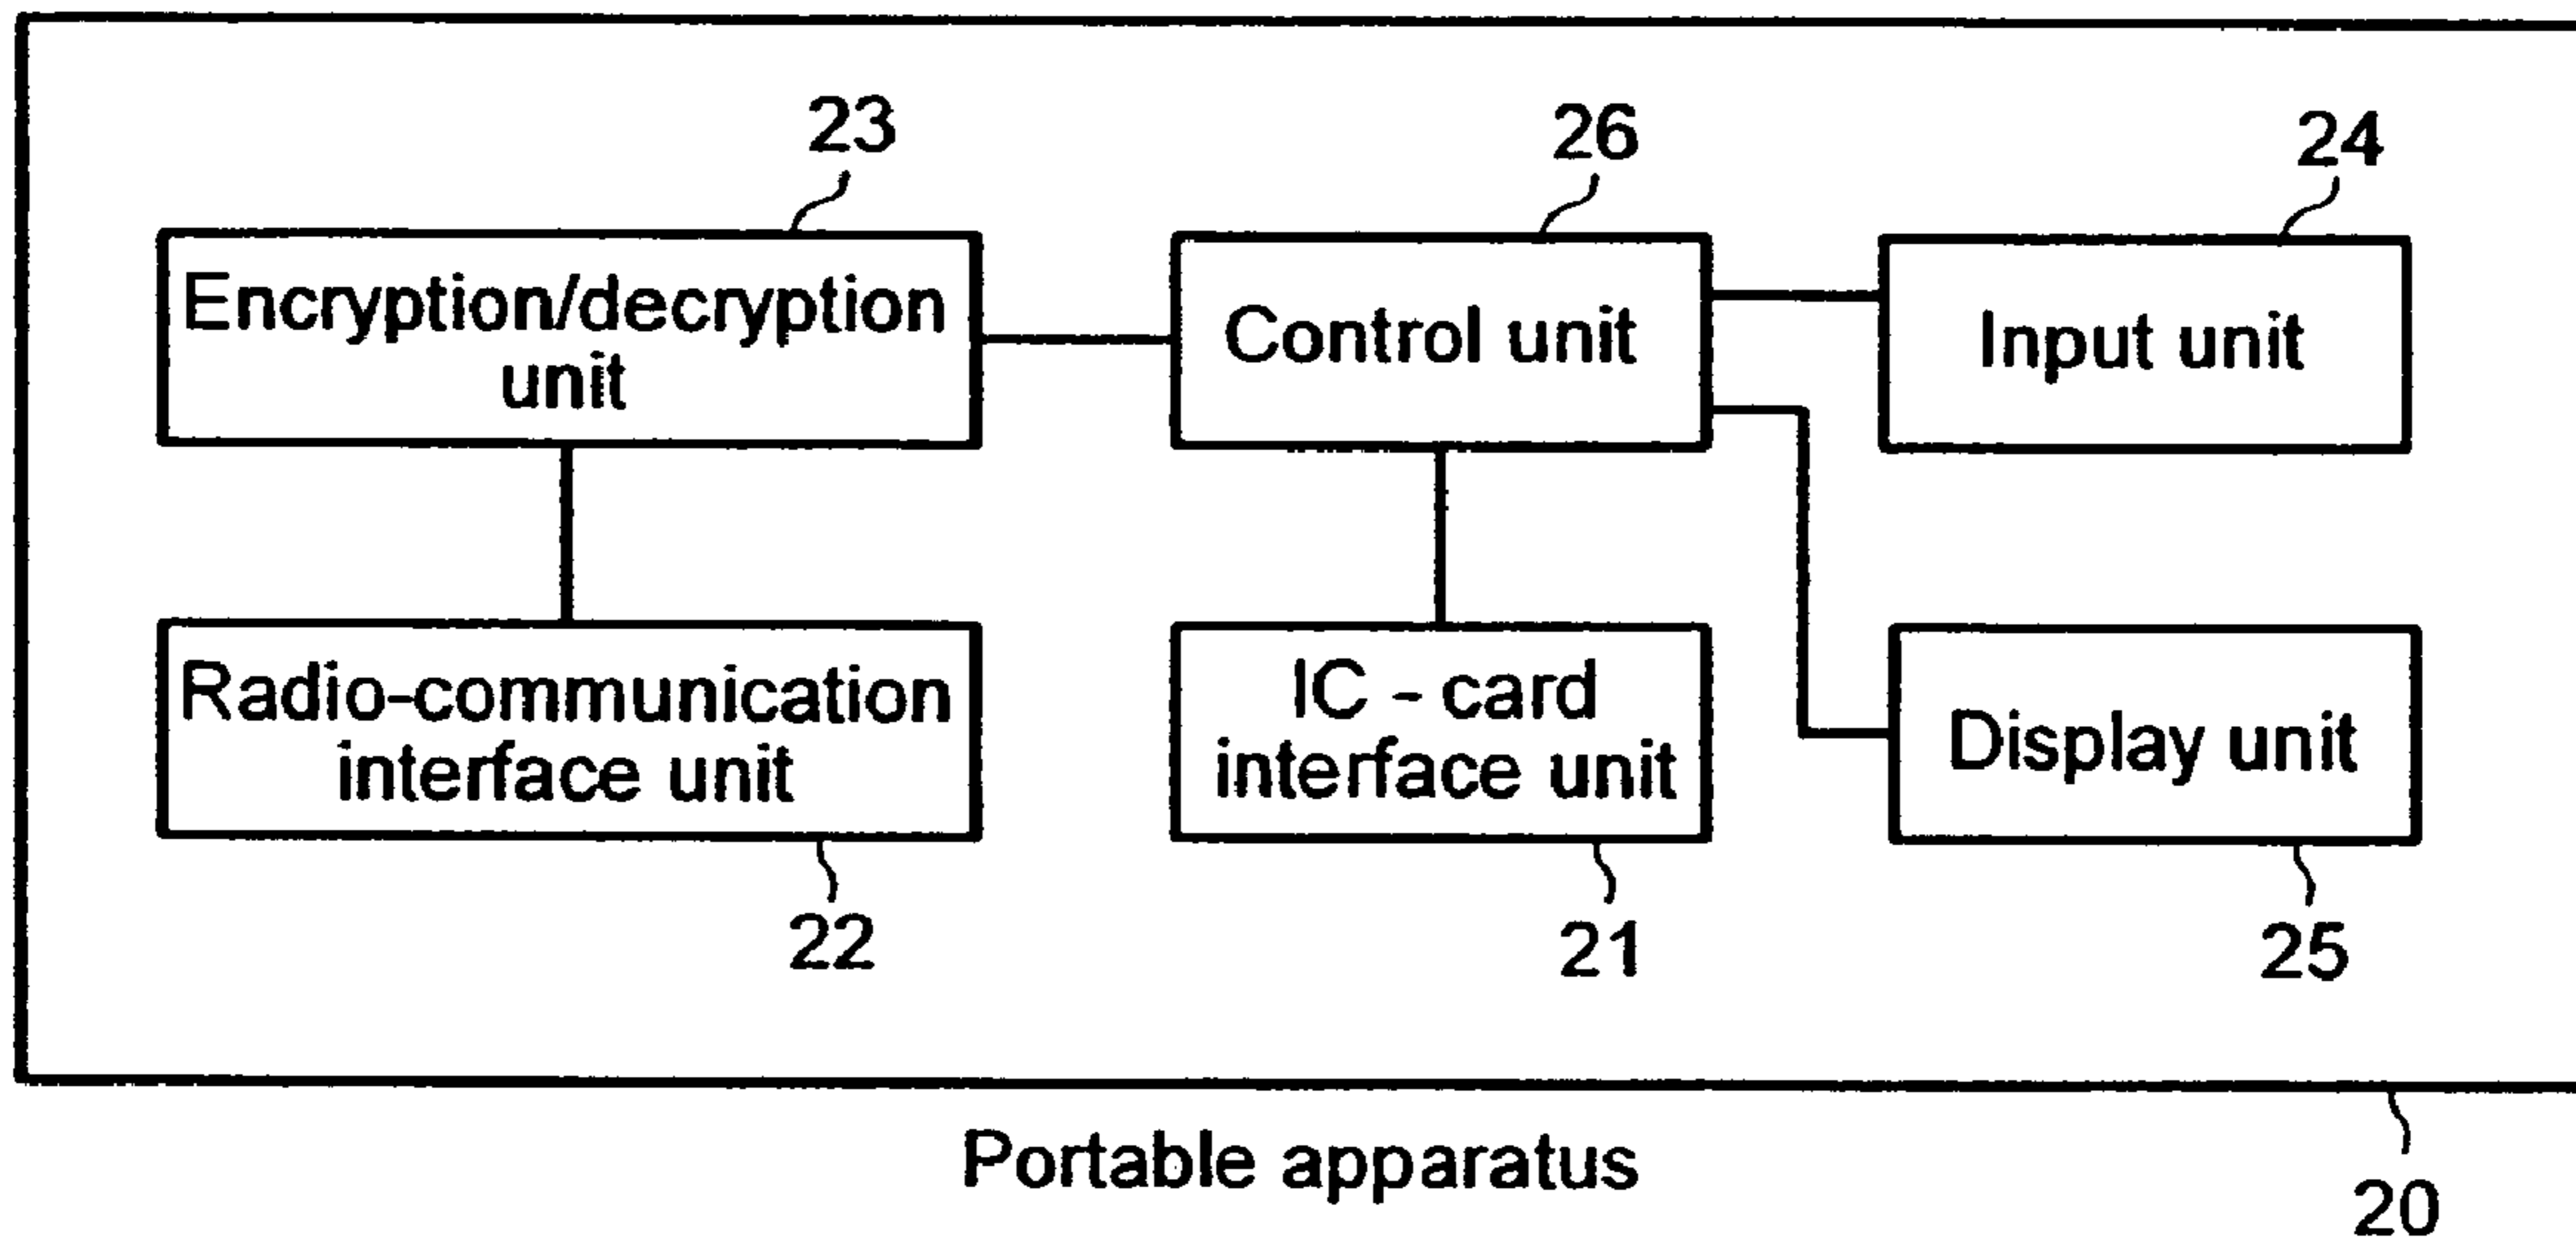 23
26
24
Encryption/decryption
unit
Control unit
Input unit
Radio-communication
interface unit
IC - card
interface unit
Display unit
22
21
25
Portable apparatus
20